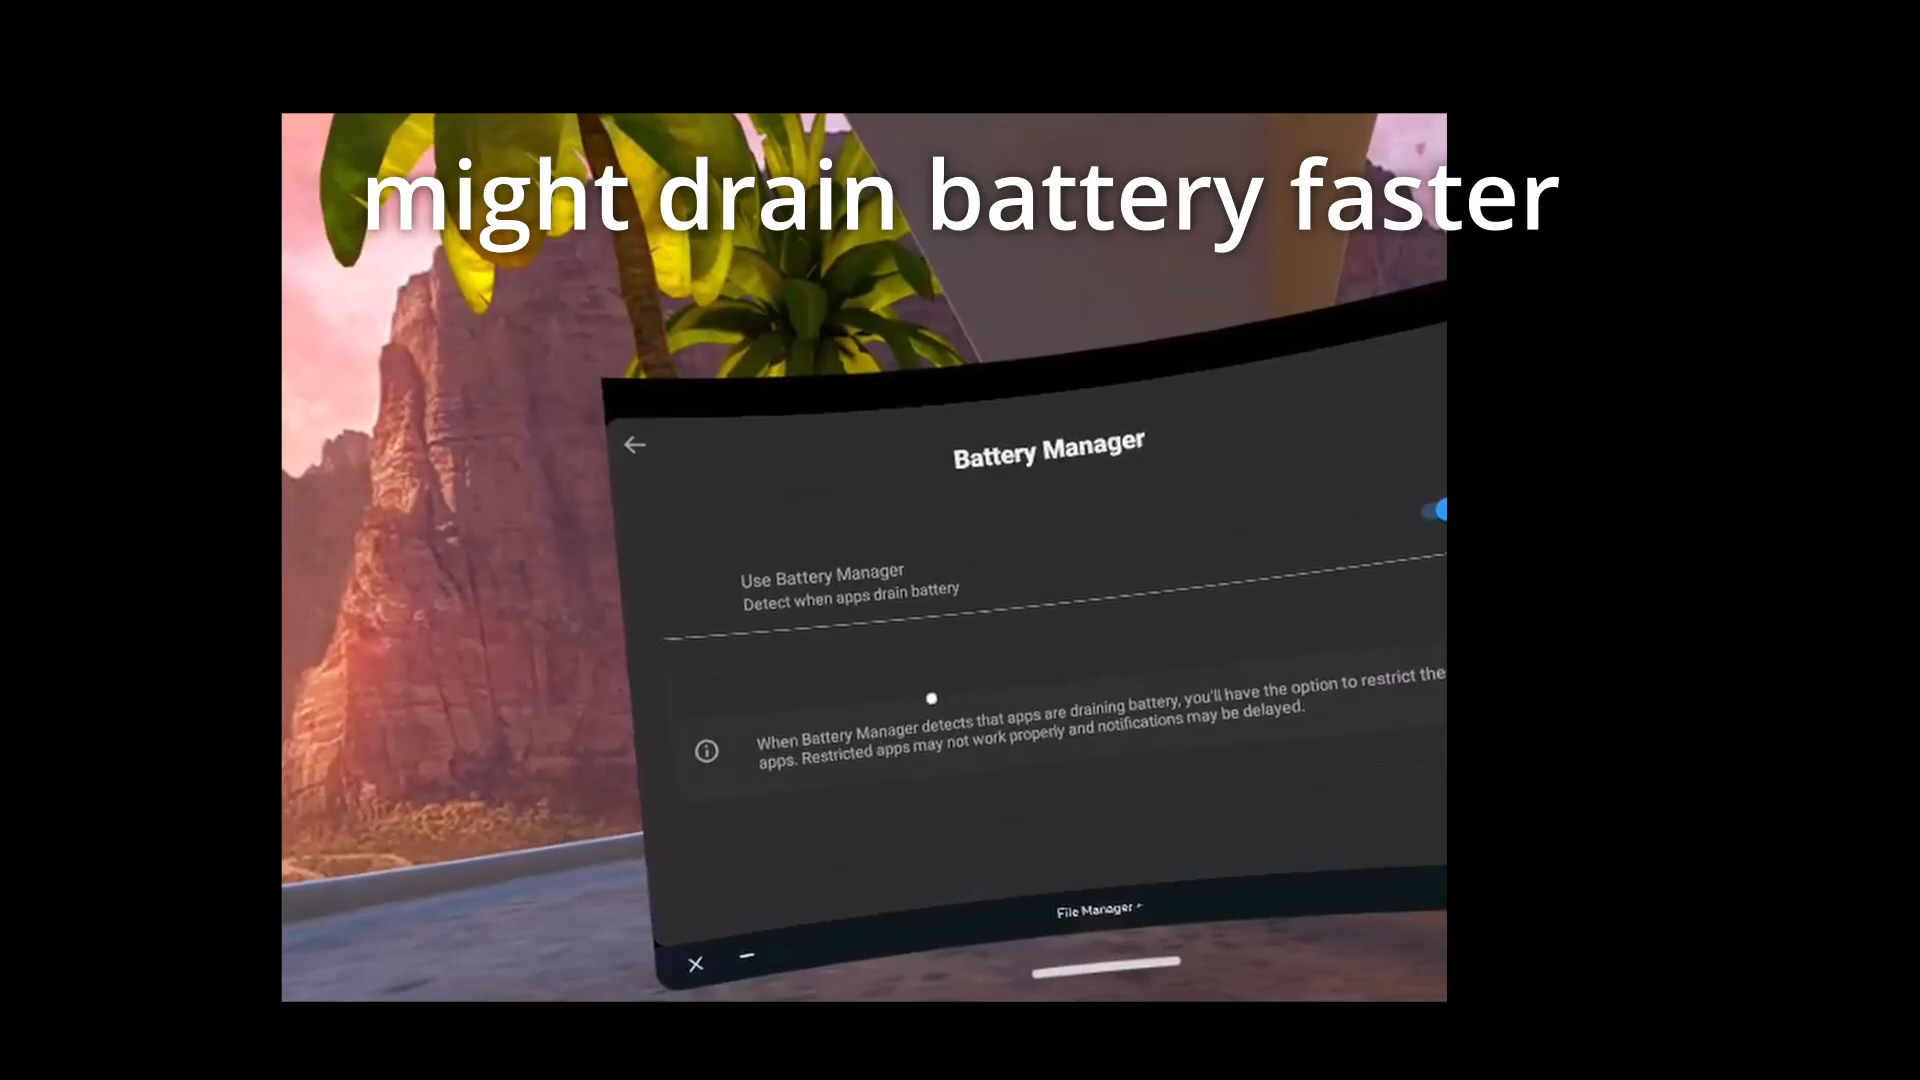 might drain battery faster
Battery Manager
Use Battery Manager
Detect when apps drain battery
When Battery Manager detects that apps are draining battery, you'll have the option to restrict the
apps. Restricted apps may not work properly and notifications may be delayed.
File Manager